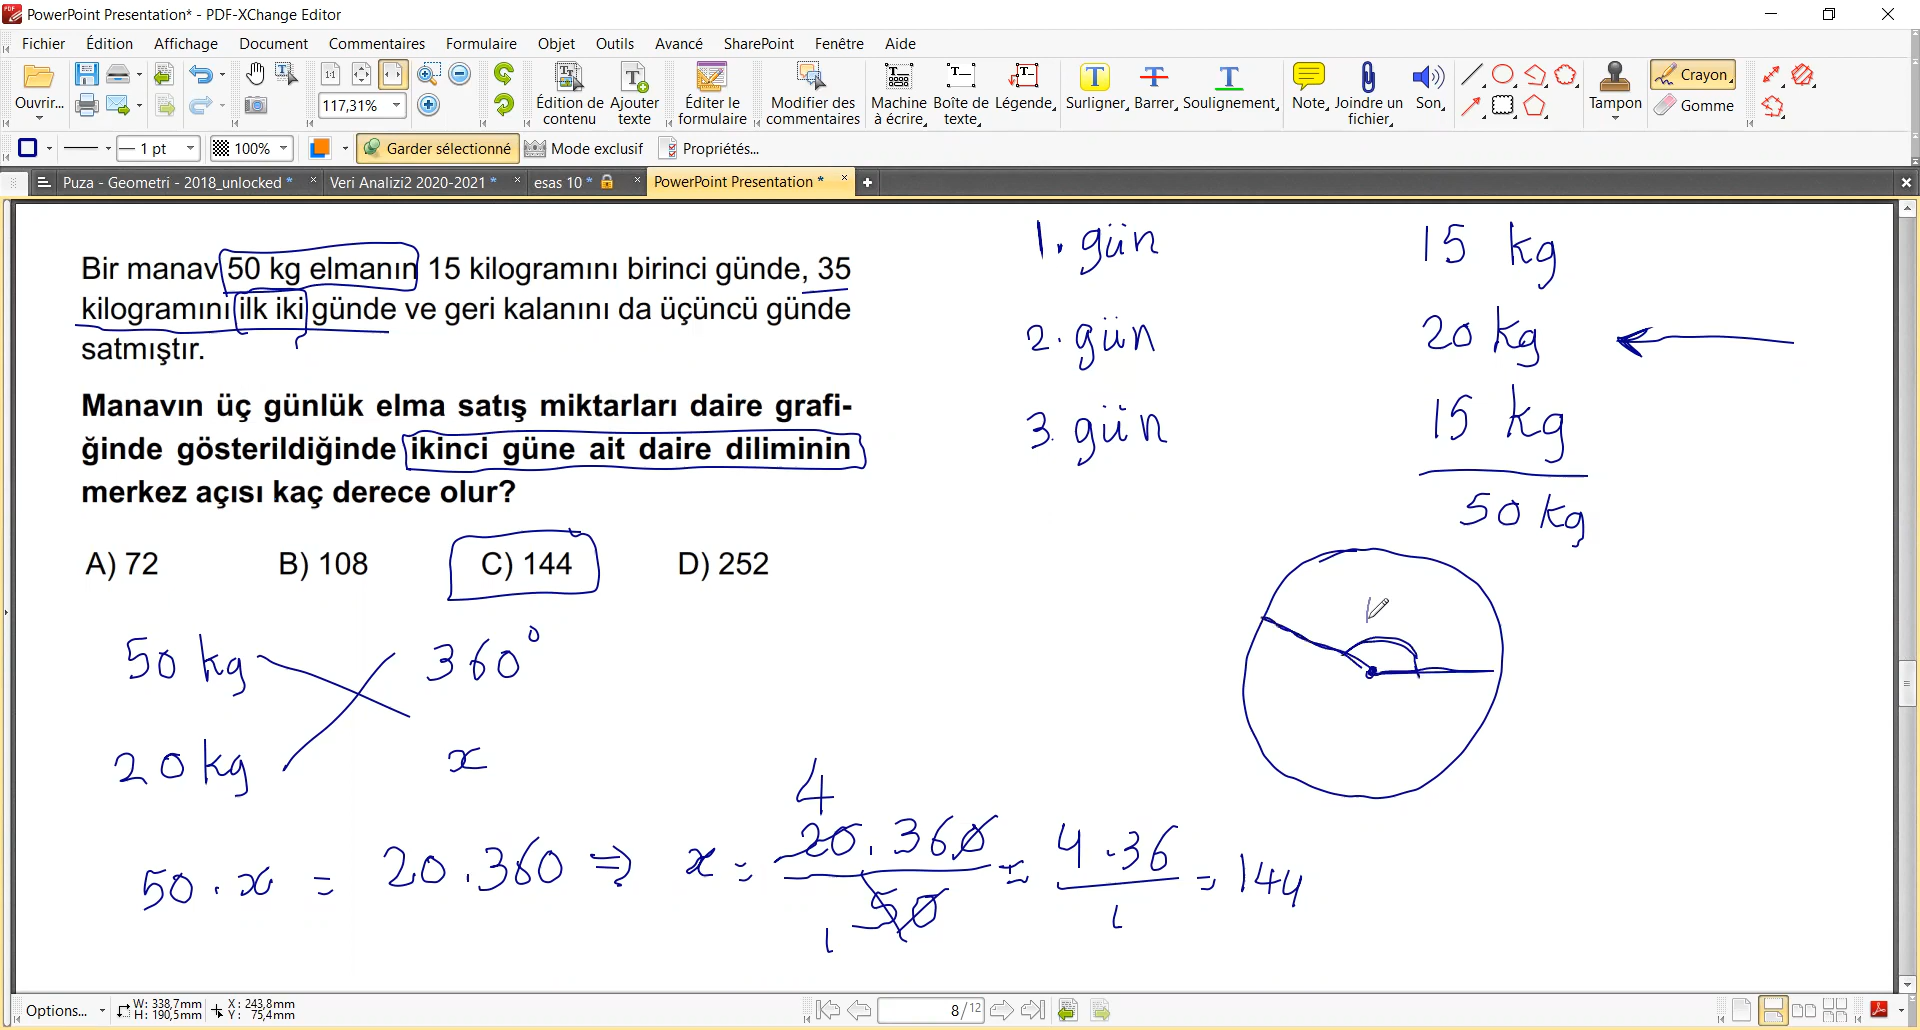 PowerPoint Presentation* - PDF-XChange Editor
Fichier Édition Affichage Document Commentaires Formulaire Objet Outils Avancé SharePoint Fenêtre Aide
Ouvrir... 117,31% Édition de contenu Ajouter texte Éditer le formulaire Modifier des commentaires Machine à écrire Boîte de texte Légende Surligner Barrer Soulignement Note Joindre un fichier Son Tampon Crayon Gomme
1 pt 100% Garder sélectionné Mode exclusif Propriétés...
Puza - Geometri - 2018_unlocked * Veri Analizi2 2020-2021 * esas 10 * PowerPoint Presentation *
Bir manav 50 kg elmanın 15 kilogramını birinci günde, 35
kilogramını ilk iki günde ve geri kalanını da üçüncü günde
satmıştır.
Manavın üç günlük elma satış miktarları daire grafi-
ğinde gösterildiğinde ikinci güne ait daire diliminin
merkez açısı kaç derece olur?
A) 72 B) 108 C) 144 D) 252
1. gün 15 kg
2. gün 20 kg
3. gün 15 kg
50 kg
50 kg 360°
20 kg x
50 . x = 20 . 360 ⇒ x = 20 . 360 / 50 = 4 . 36 / 1 = 144
4
1
Options... W: 338,7mm X: 243,8mm
H: 190,5mm Y: 75,4mm
8/12